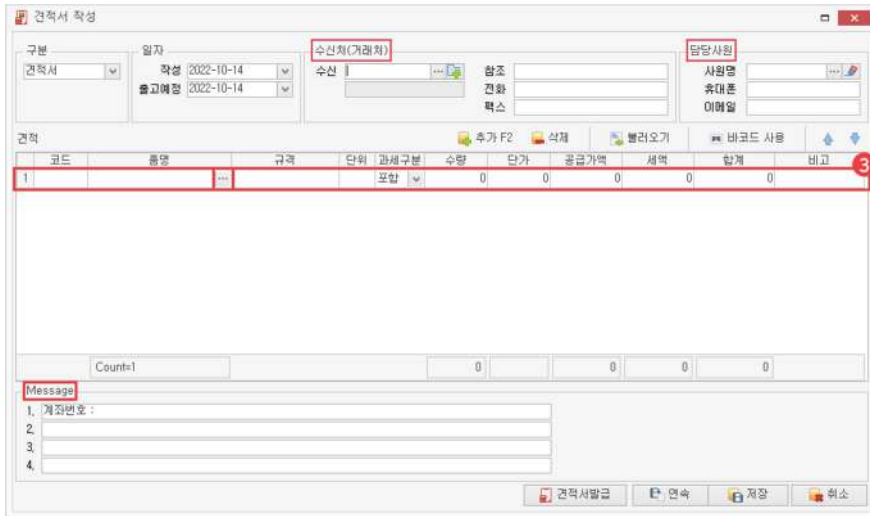 견적서 작성
구분
견적서
일자
작성 2022-10-14
출고예정 2022-10-14
수신처(거래처)
수신
참조
전화
팩스
담당사원
사원명
휴대폰
이메일
견적 추가 F2 삭제 불러오기 바코드 사용
코드 품명 규격 단위 과세구분 수량 단가 공급가액 세액 합계 비고 3
1 ... 포함 0 0 0 0 0
Count=1 0 0 0 0
Message
1, 계좌번호 :
2,
3,
4,
견적서발급 연속 저장 취소